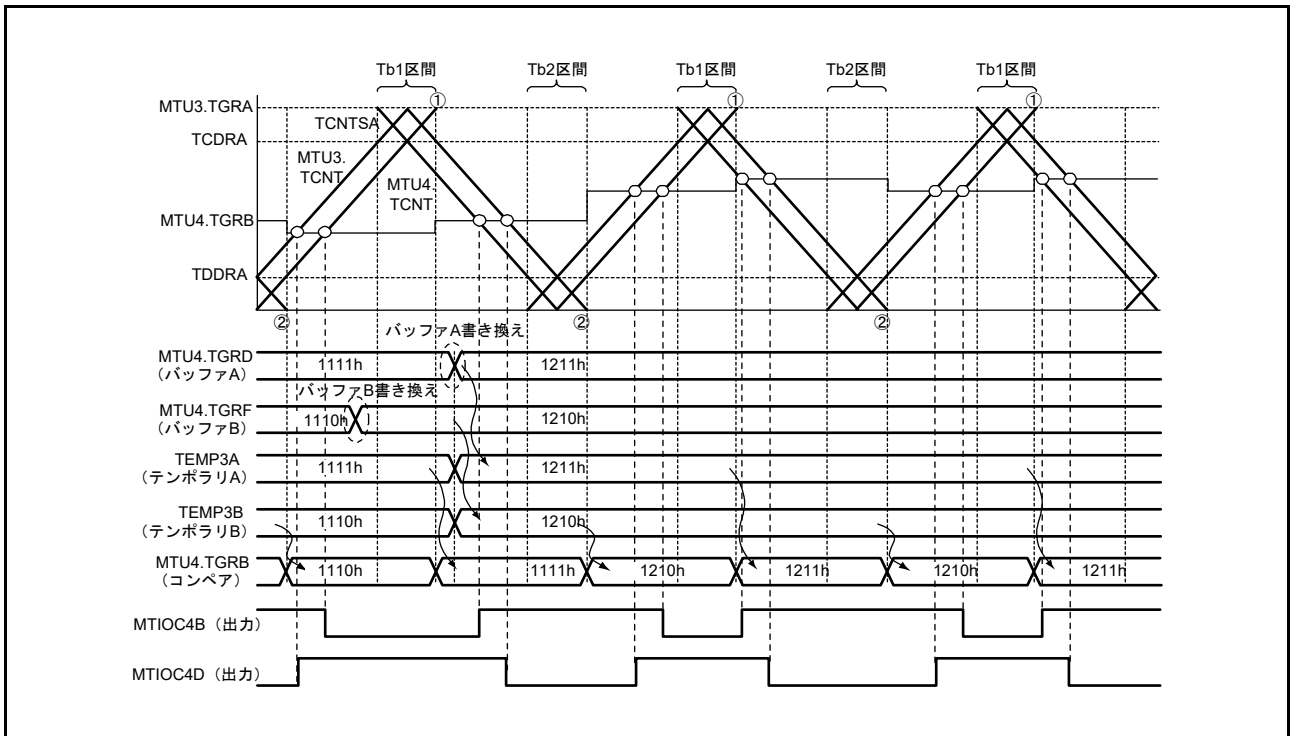 Tb1区間 Tb2区間 Tb1区間 Tb2区間 Tb1区間
MTU3.TGRA ① ① ①
TCNTSA
TCDRA
MTU3.
TCNT
MTU4.
TCNT
MTU4.TGRB
TDDRA
② ② ②
バッファA書き換え
MTU4.TGRD
（バッファA）
1111h 1211h
バッファB書き換え
MTU4.TGRF
（バッファB）
1110h 1210h
TEMP3A
（テンポラリA）
1111h 1211h
TEMP3B
（テンポラリB）
1110h 1210h
MTU4.TGRB
（コンペア）
1110h 1111h 1210h 1211h 1210h 1211h
MTIOC4B（出力）
MTIOC4D（出力）